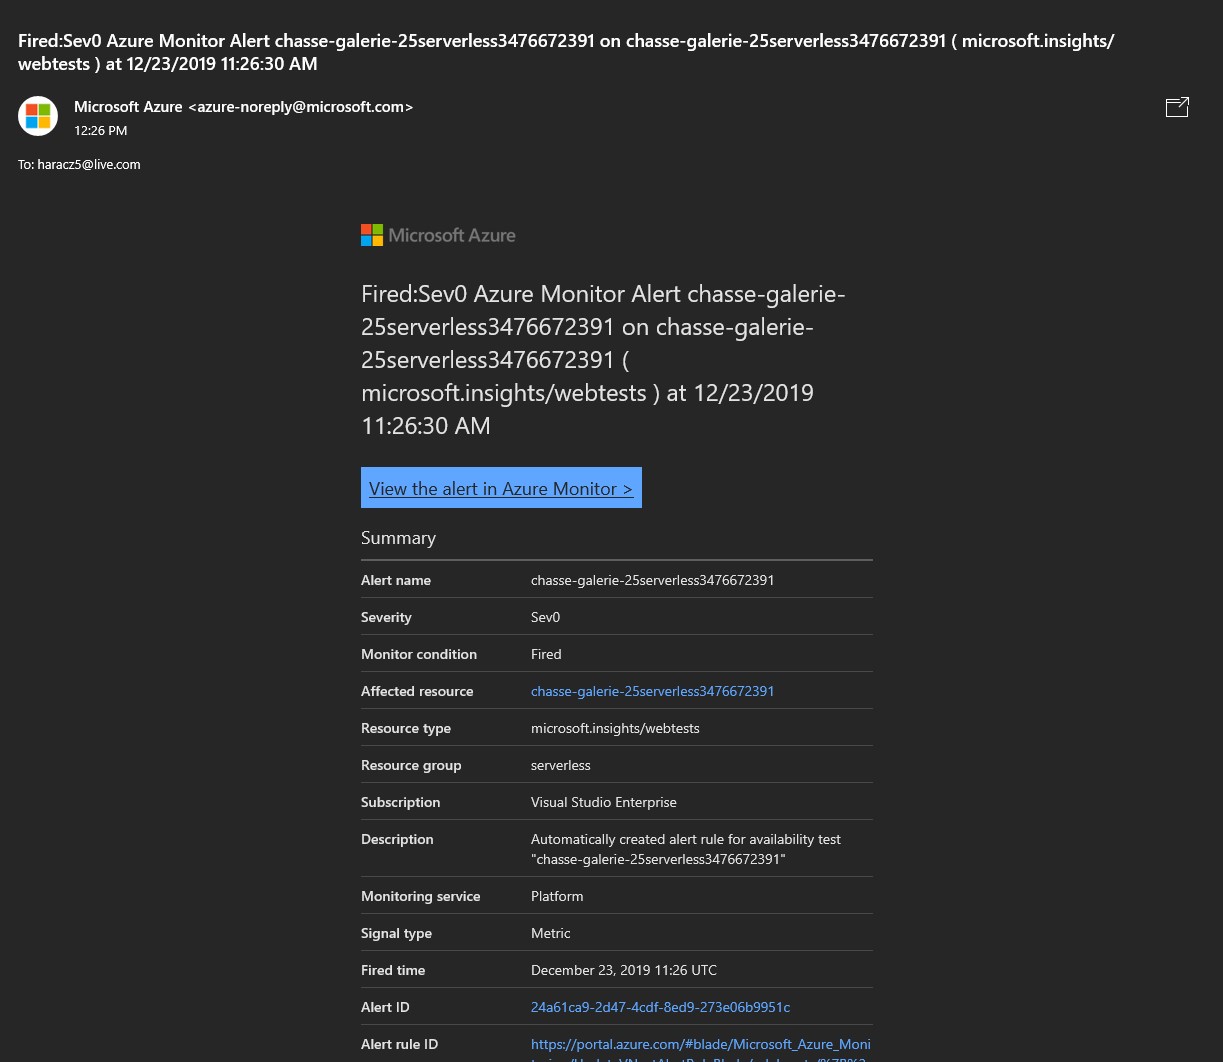 Fired:Sev0 Azure Monitor Alert chasse-galerie-25serverless3476672391 on chasse-galerie-25serverless3476672391 ( microsoft.insights/
webtests ) at 12/23/2019 11:26:30 AM
Microsoft Azure <azure-noreply@microsoft.com>
12:26 PM
To: haracz5@live.com
Microsoft Azure
Fired:Sev0 Azure Monitor Alert chasse-galerie-
25serverless3476672391 on chasse-galerie-
25serverless3476672391 (
microsoft.insights/webtests ) at 12/23/2019
11:26:30 AM
View the alert in Azure Monitor >
Summary
Alert name chasse-galerie-25serverless3476672391
Severity Sev0
Monitor condition Fired
Affected resource chasse-galerie-25serverless3476672391
Resource type microsoft.insights/webtests
Resource group serverless
Subscription Visual Studio Enterprise
Description Automatically created alert rule for availability test
"chasse-galerie-25serverless3476672391"
Monitoring service Platform
Signal type Metric
Fired time December 23, 2019 11:26 UTC
Alert ID 24a61ca9-2d47-4cdf-8ed9-273e06b9951c
Alert rule ID https://portal.azure.com/#blade/Microsoft_Azure_Moni